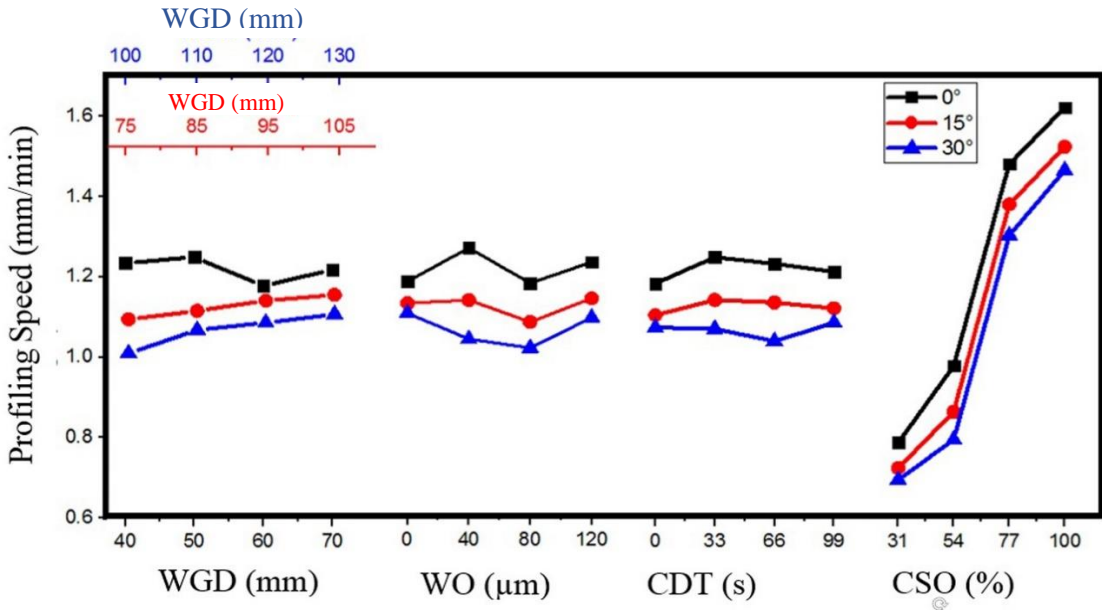 WGD (mm)
100 110 120 130
WGD (mm)
75 85 95 105
0°
15°
30°
Profiling Speed (mm/min)
1.6
1.4
1.2
1.0
0.8
0.6
40 50 60 70 0 40 80 120 0 33 66 99 31 54 77 100
WGD (mm) WO (µm) CDT (s) CSO (%)